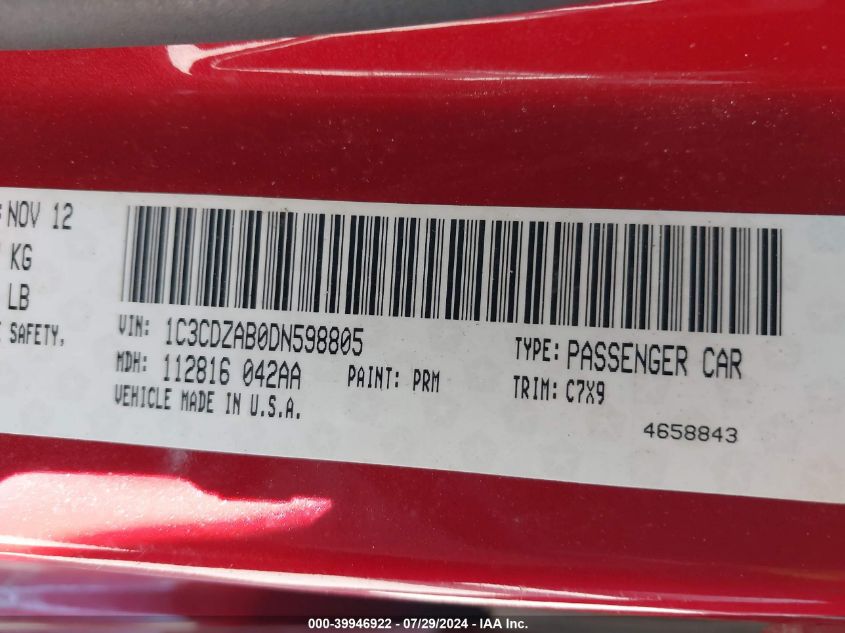 NOV 12
KG
LB
SAFETY,
VIN: 1C3CDZAB0DN598805
TYPE: PASSENGER CAR
MDH: 112816 042AA
PAINT: PRM
TRIM: C7X9
VEHICLE MADE IN U.S.A.
4658843
000-39946922 - 07/29/2024 - IAA Inc.